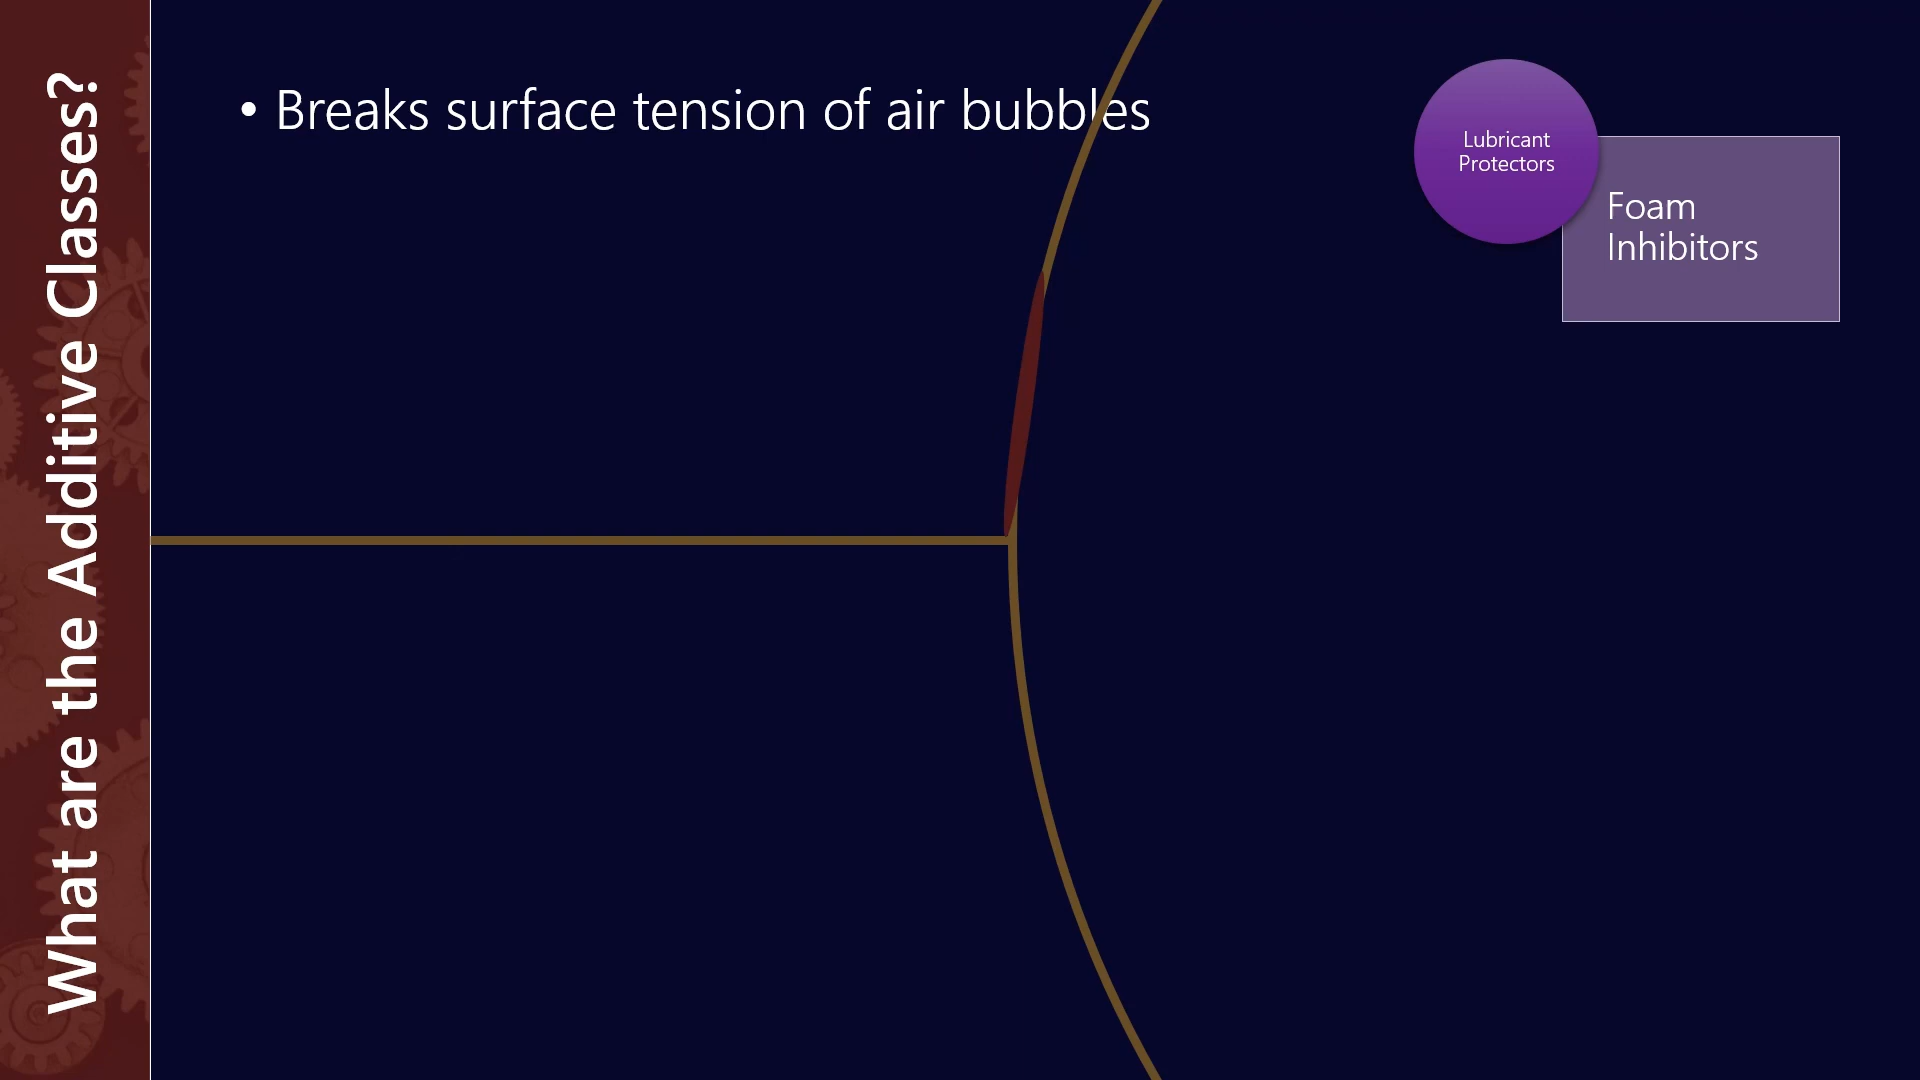 What are the Additive Classes?
• Breaks surface tension of air bubbles
Lubricant
Protectors
Foam
Inhibitors